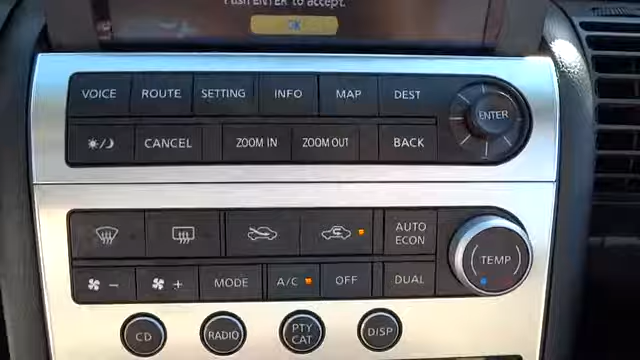 Push ENTER to accept.
OK
VOICE ROUTE SETTING INFO MAP DEST
ENTER
CANCEL ZOOM IN ZOOM OUT BACK
AUTO
ECON
TEMP
− + MODE A/C OFF DUAL
CD RADIO PTY
CAT DISP